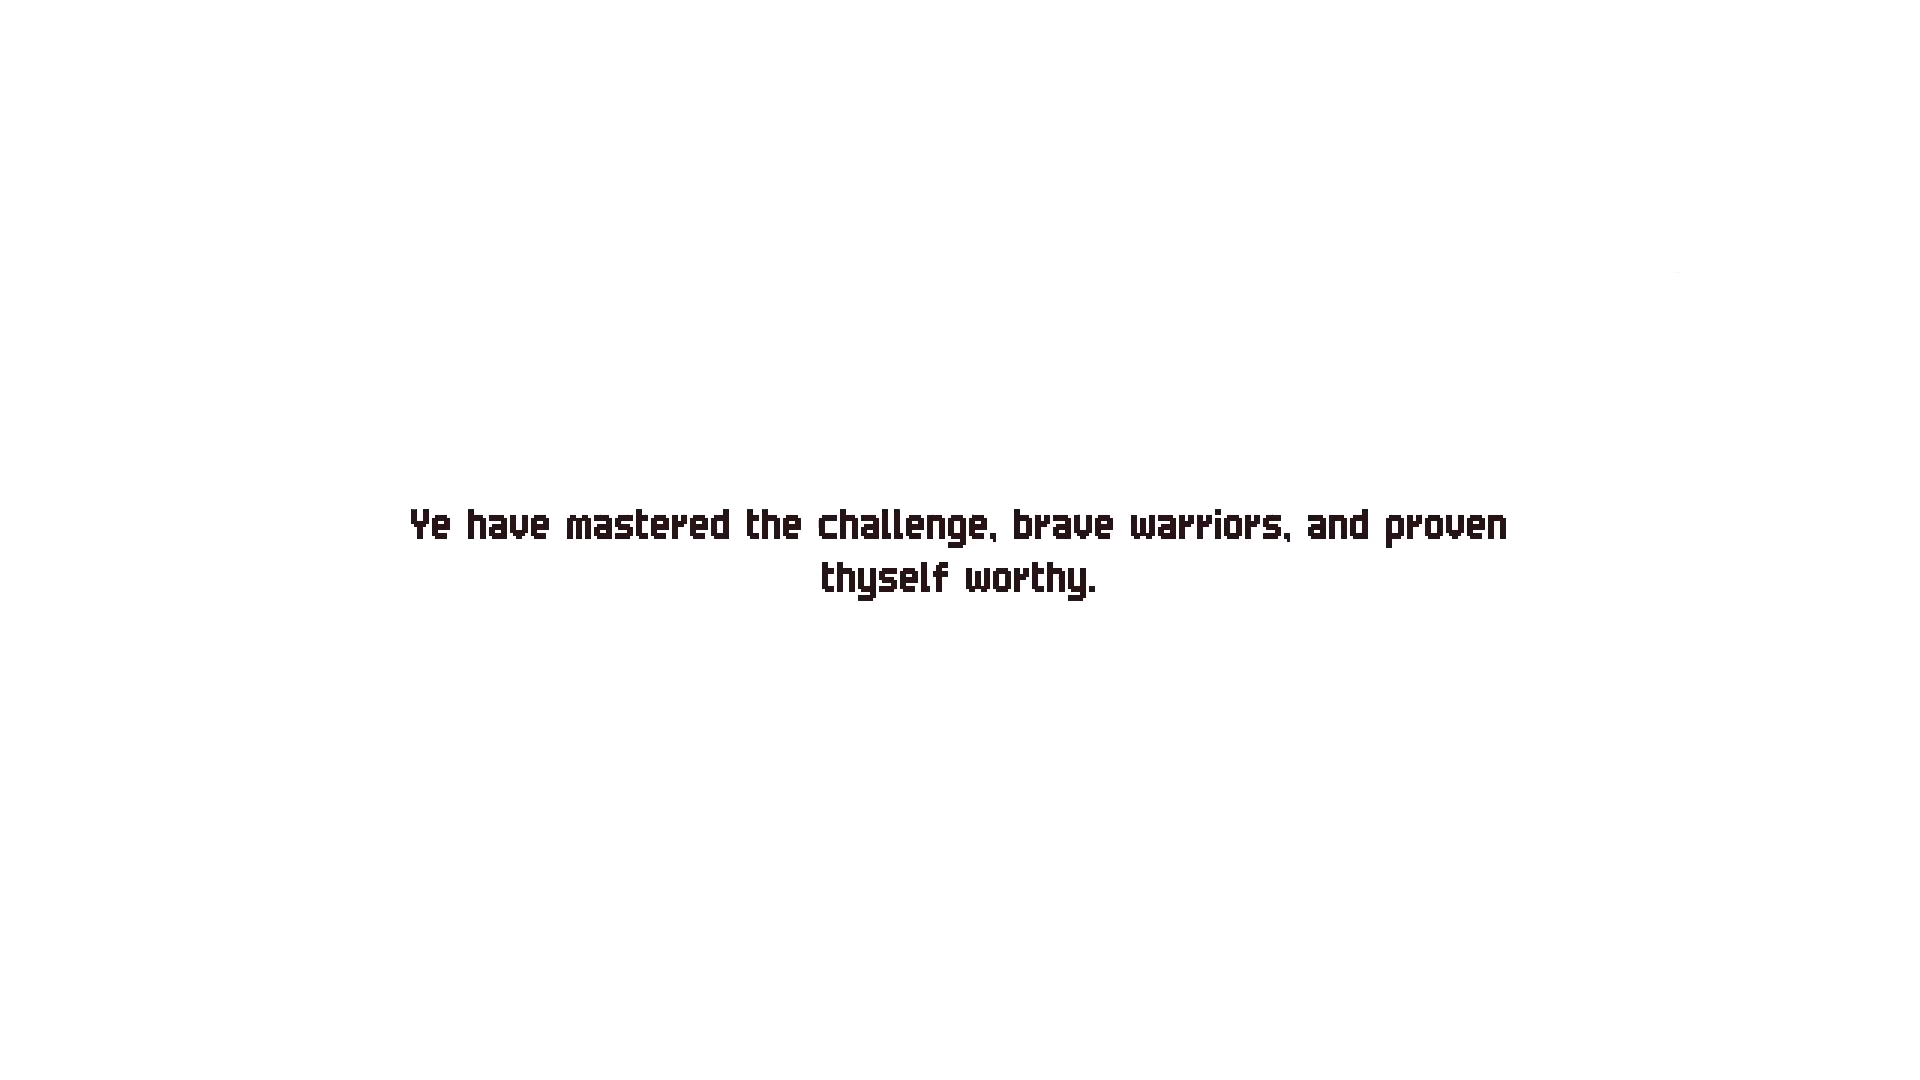 Ye have mastered the challenge, brave warriors, and proven
thyself worthy.